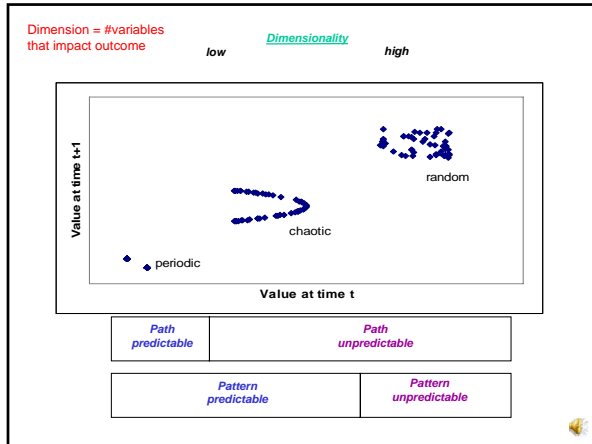 Dimension = #variables
that impact outcome
Dimensionality
low
high
Value at time t+1
random
chaotic
periodic
Value at time t
Path
predictable
Path
unpredictable
Pattern
predictable
Pattern
unpredictable